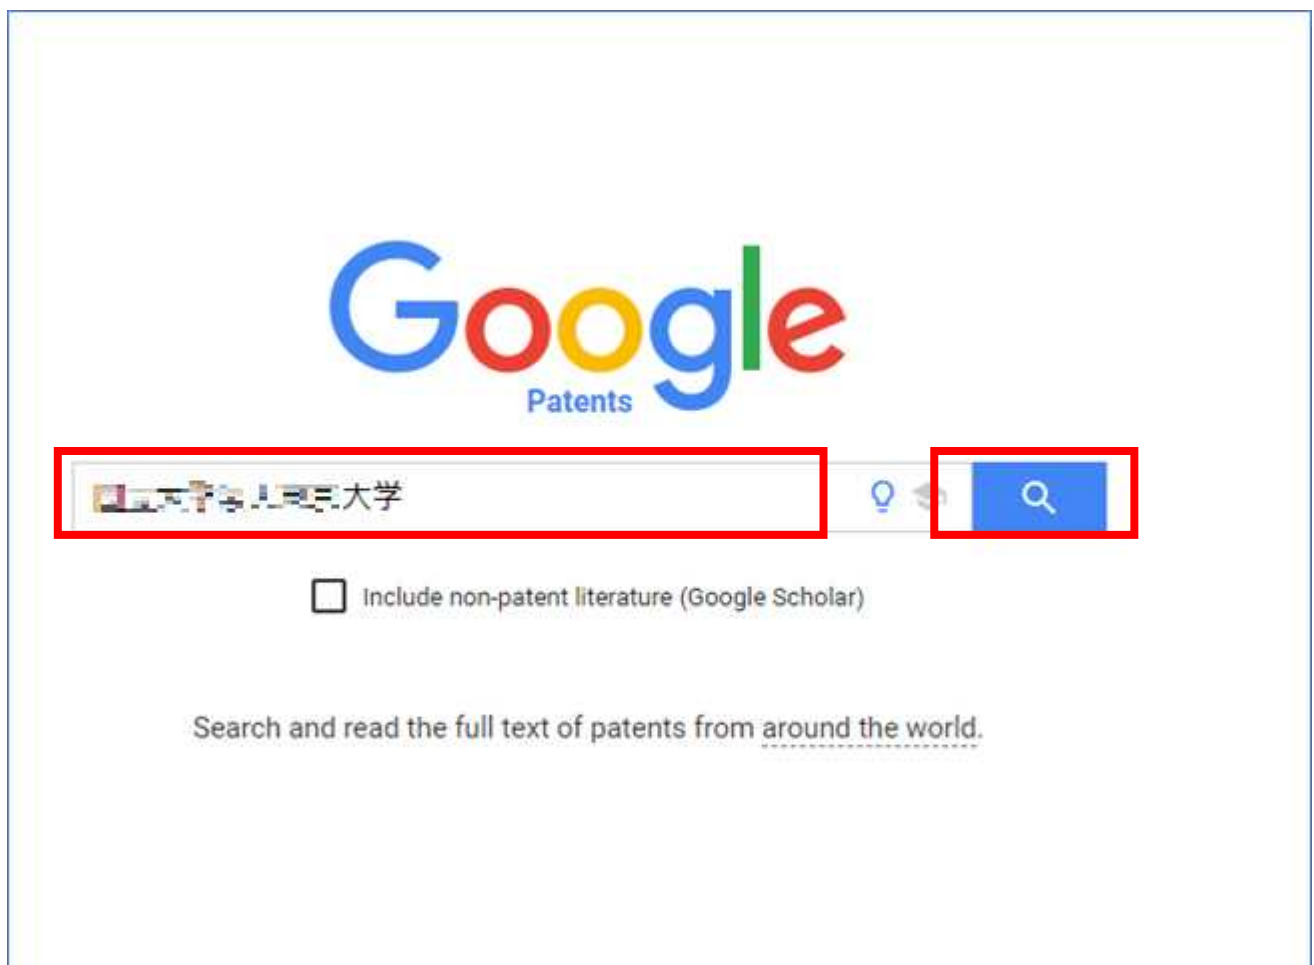 Google
Patents
大学
Include non-patent literature (Google Scholar)
Search and read the full text of patents from around the world.